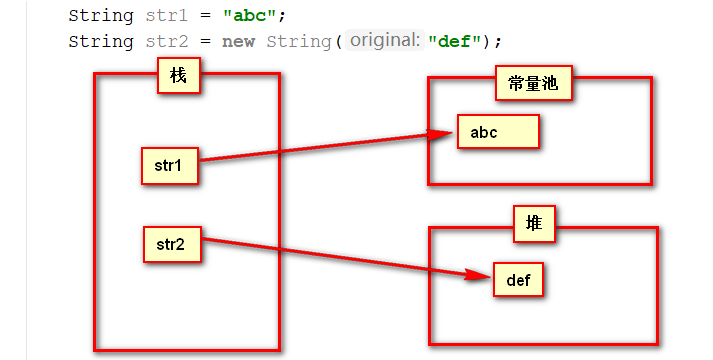 String str1 = "abc";
String str2 = new String( original: "def");
栈
常量池
abc
str1
堆
str2
def